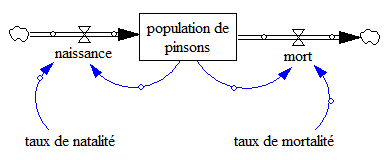 population de
pinsons
naissance
mort
taux de natalité
taux de mortalité